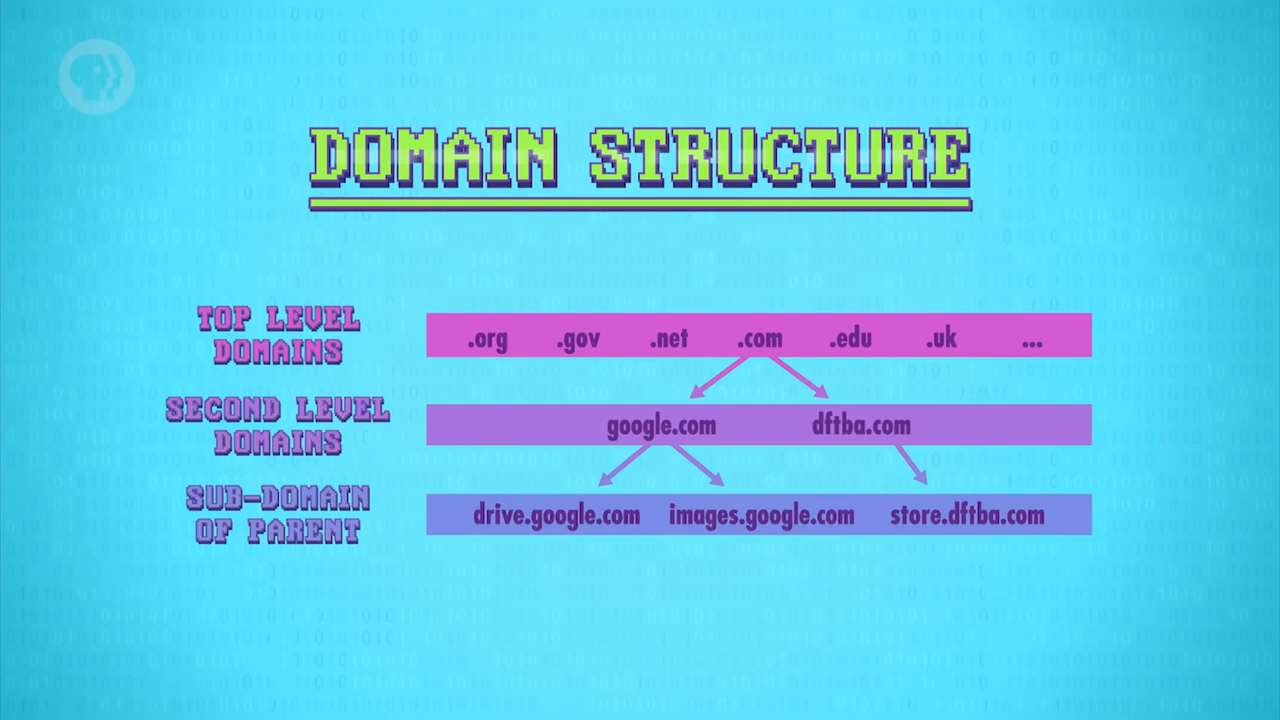 DOMAIN STRUCTURE
TOP LEVEL
DOMAINS
.org .gov .net .com .edu .uk ...
SECOND LEVEL
DOMAINS
google.com dftba.com
SUB-DOMAIN
OF PARENT
drive.google.com images.google.com store.dftba.com